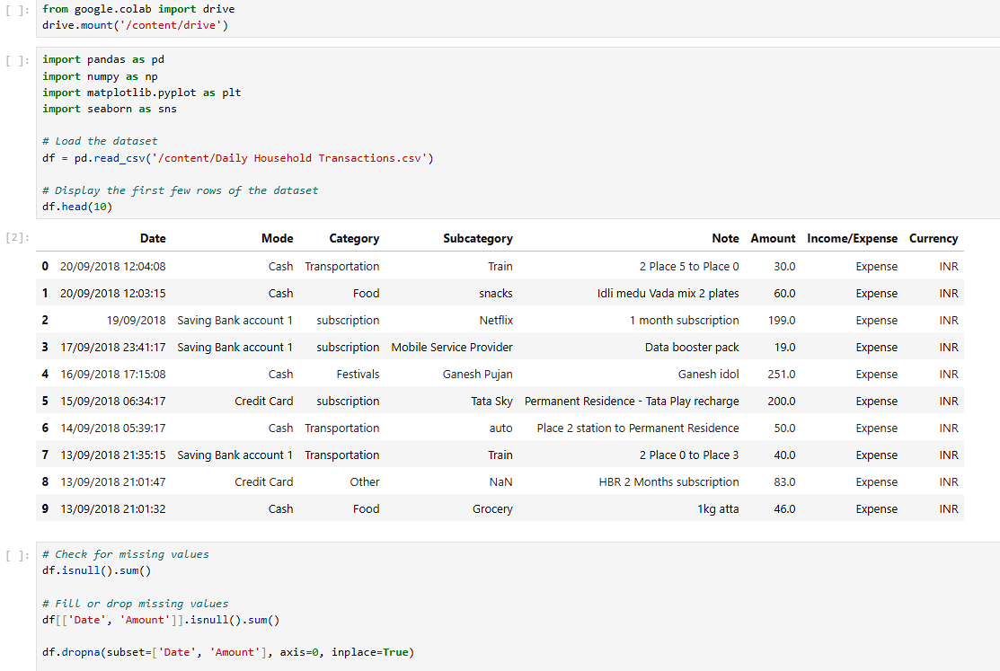 [ ]: from google.colab import drive
drive.mount('/content/drive')
[ ]: import pandas as pd
import numpy as np
import matplotlib.pyplot as plt
import seaborn as sns
# Load the dataset
df = pd.read_csv('/content/Daily Household Transactions.csv')
# Display the first few rows of the dataset
df.head(10)
[2]: Date Mode Category Subcategory Note Amount Income/Expense Currency
0 20/09/2018 12:04:08 Cash Transportation Train 2 Place 5 to Place 0 30.0 Expense INR
1 20/09/2018 12:03:15 Cash Food snacks Idli medu Vada mix 2 plates 60.0 Expense INR
2 19/09/2018 Saving Bank account 1 subscription Netflix 1 month subscription 199.0 Expense INR
3 17/09/2018 23:41:17 Saving Bank account 1 subscription Mobile Service Provider Data booster pack 19.0 Expense INR
4 16/09/2018 17:15:08 Cash Festivals Ganesh Pujan Ganesh idol 251.0 Expense INR
5 15/09/2018 06:34:17 Credit Card subscription Tata Sky Permanent Residence - Tata Play recharge 200.0 Expense INR
6 14/09/2018 05:39:17 Cash Transportation auto Place 2 station to Permanent Residence 50.0 Expense INR
7 13/09/2018 21:35:15 Saving Bank account 1 Transportation Train 2 Place 0 to Place 3 40.0 Expense INR
8 13/09/2018 21:01:47 Credit Card Other NaN HBR 2 Months subscription 83.0 Expense INR
9 13/09/2018 21:01:32 Cash Food Grocery 1kg atta 46.0 Expense INR
[ ]: # Check for missing values
df.isnull().sum()
# Fill or drop missing values
df[['Date', 'Amount']].isnull().sum()
df.dropna(subset=['Date', 'Amount'], axis=0, inplace=True)